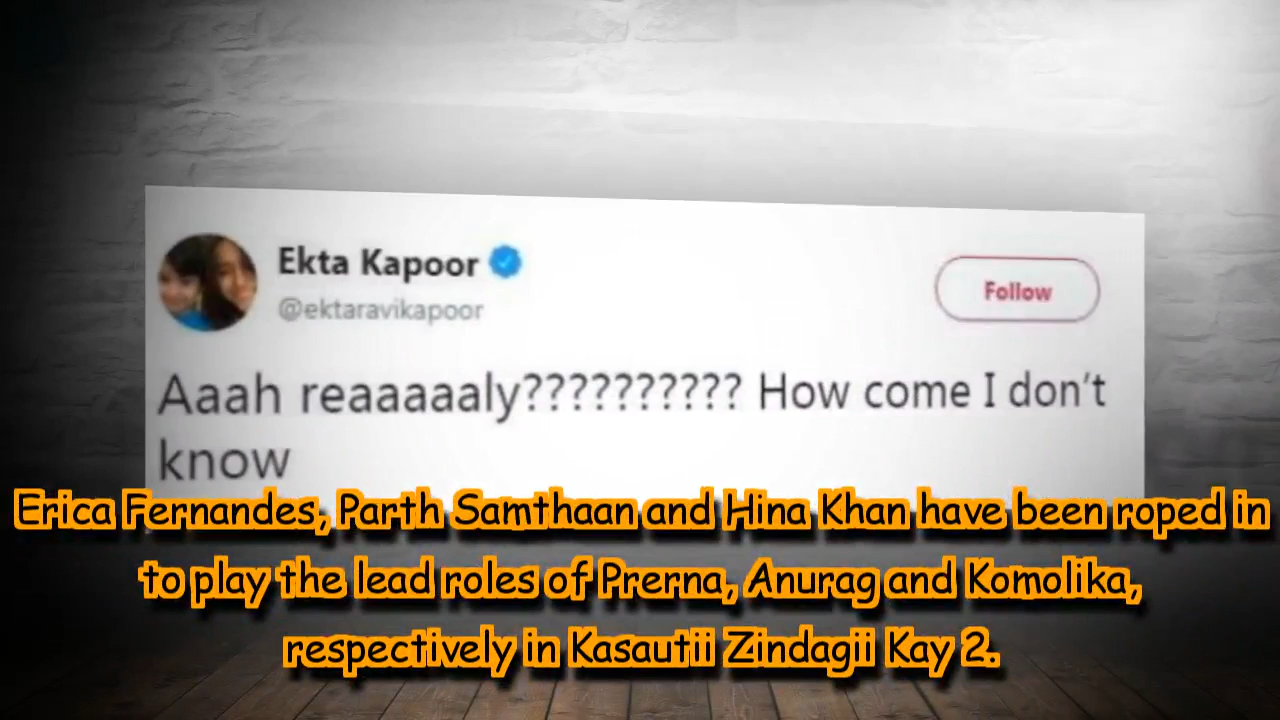 Ekta Kapoor
@ektaravikapoor
Follow
Aaah reaaaaaly?????????? How come I don't
know
Erica Fernandes, Parth Samthaan and Hina Khan have been roped in
to play the lead roles of Prerna, Anurag and Komolika,
respectively in Kasautii Zindagii Kay 2.